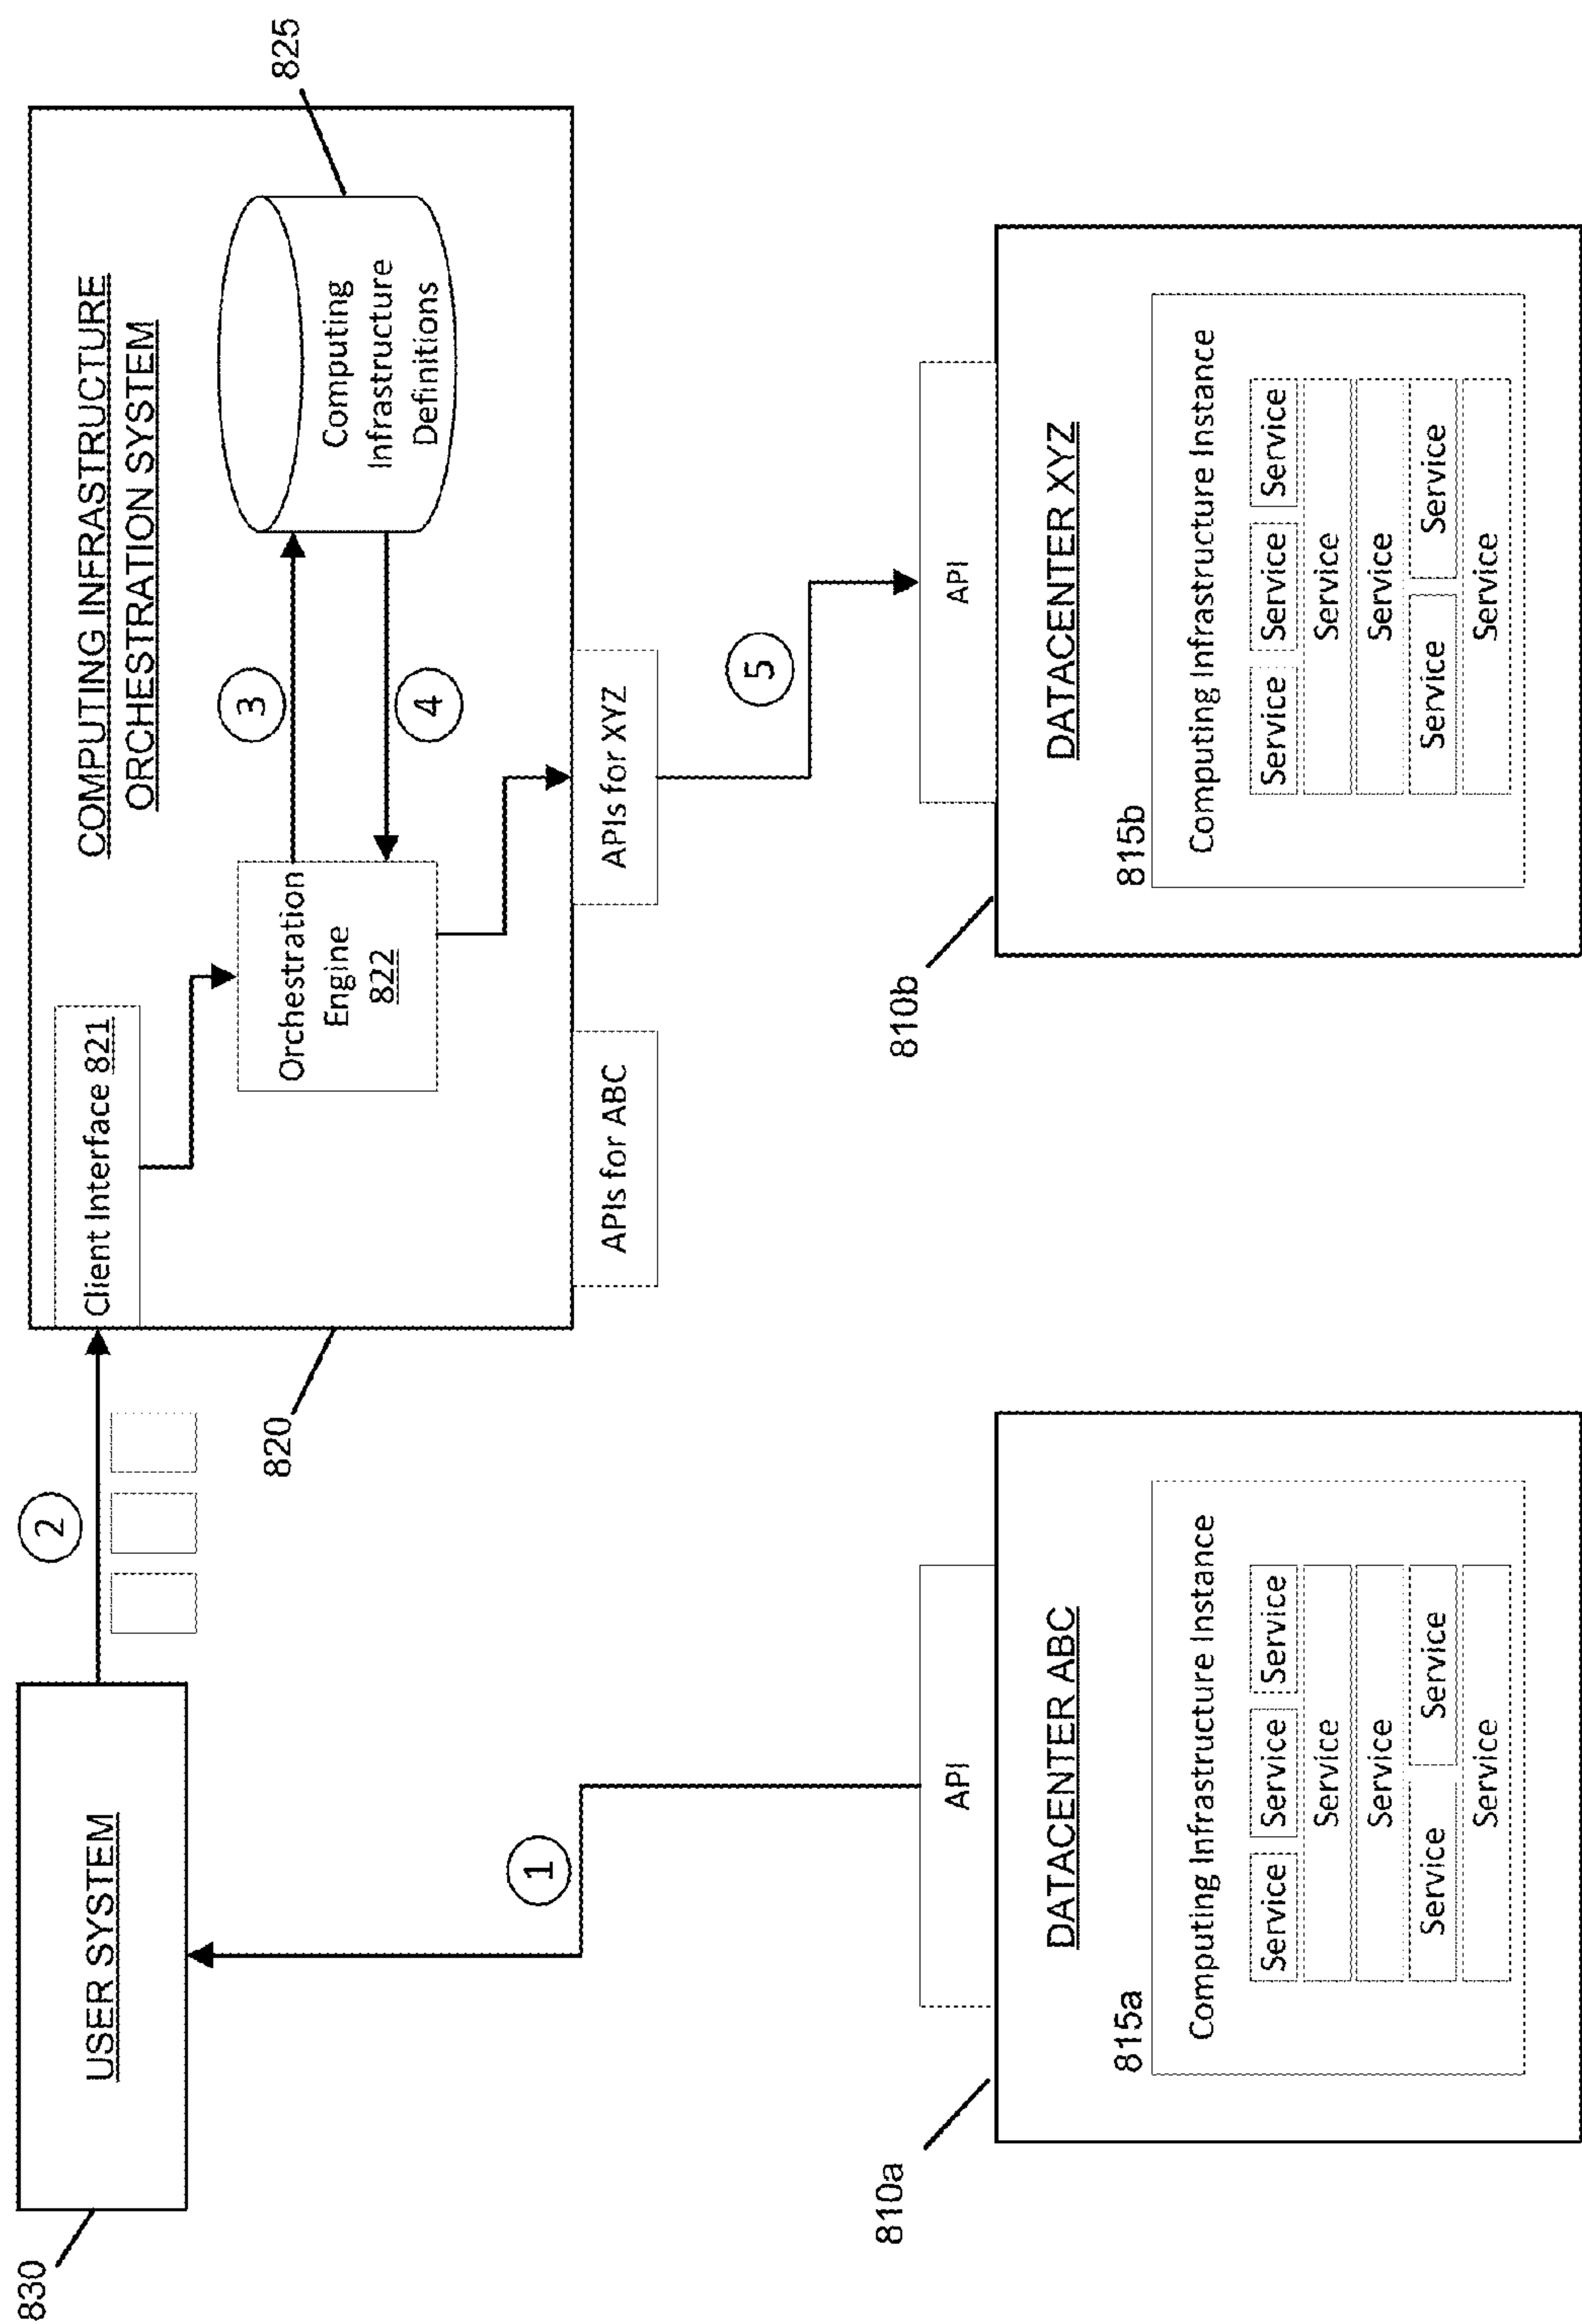 830
USER SYSTEM
2
820
Client Interface 821
COMPUTING INFRASTRUCTURE
ORCHESTRATION SYSTEM
825
Orchestration
Engine
822
3
4
Computing
Infrastructure
Definitions
APIs for ABC
APIs for XYZ
1
5
810a
API
DATACENTER ABC
815a
Computing Infrastructure Instance
Service Service Service
Service
Service
Service Service
Service
810b
API
DATACENTER XYZ
815b
Computing Infrastructure Instance
Service Service Service
Service
Service
Service Service
Service